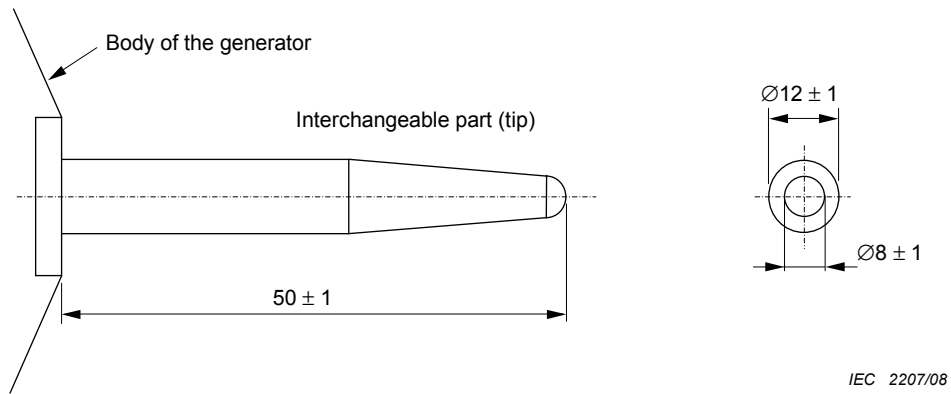 Body of the generator
Interchangeable part (tip)
∅12 ± 1
∅8 ± 1
50 ± 1
IEC 2207/08